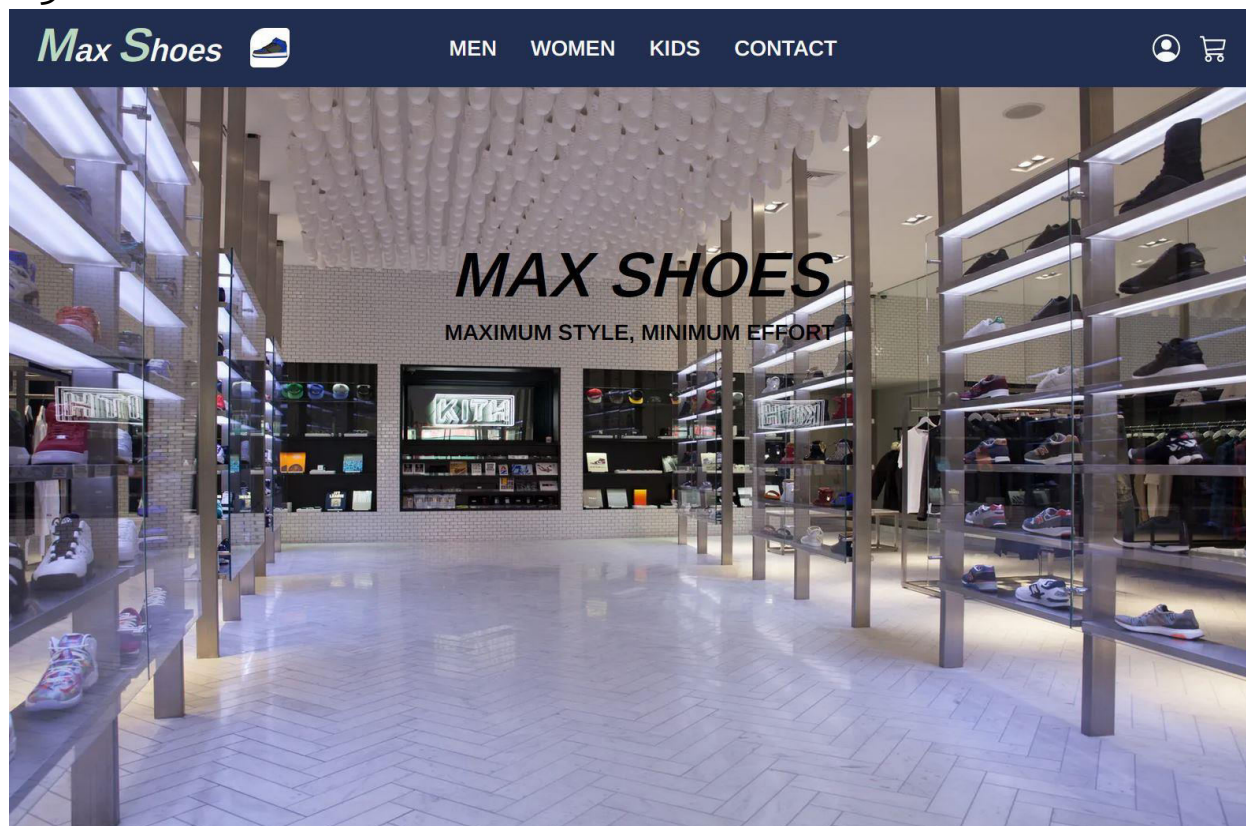 Max Shoes
MEN WOMEN KIDS CONTACT
MAX SHOES
MAXIMUM STYLE, MINIMUM EFFORT
KITH